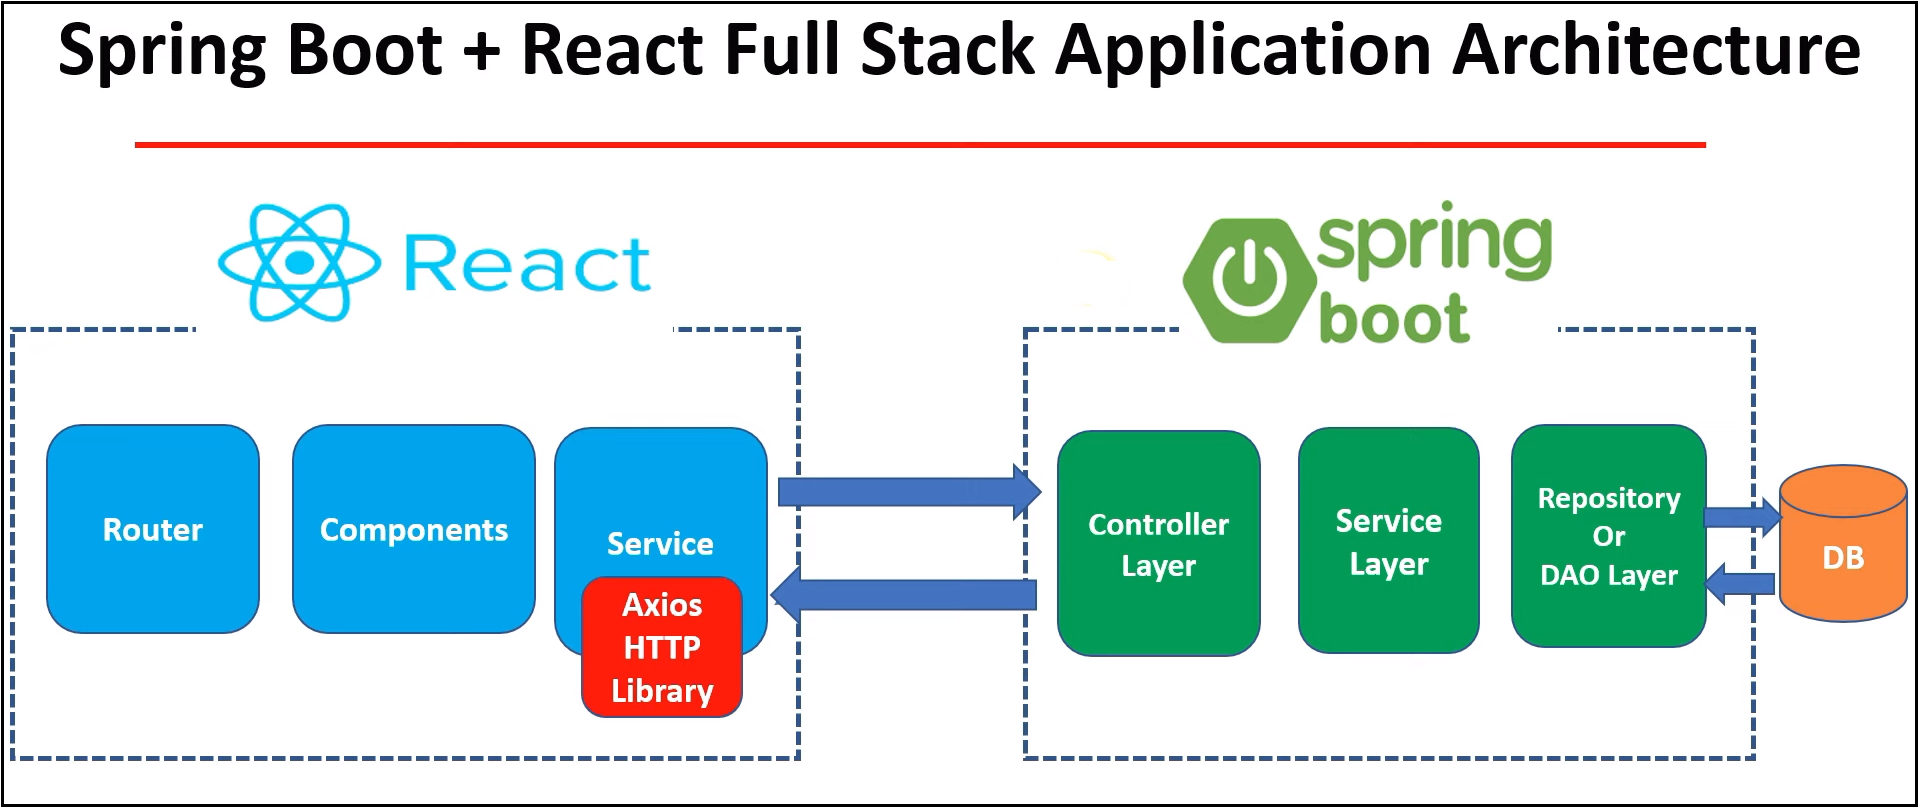 Spring Boot + React Full Stack Application Architecture
React
spring
boot
Router
Components
Service
Axios
HTTP
Library
Controller
Layer
Service
Layer
Repository
Or
DAO Layer
DB